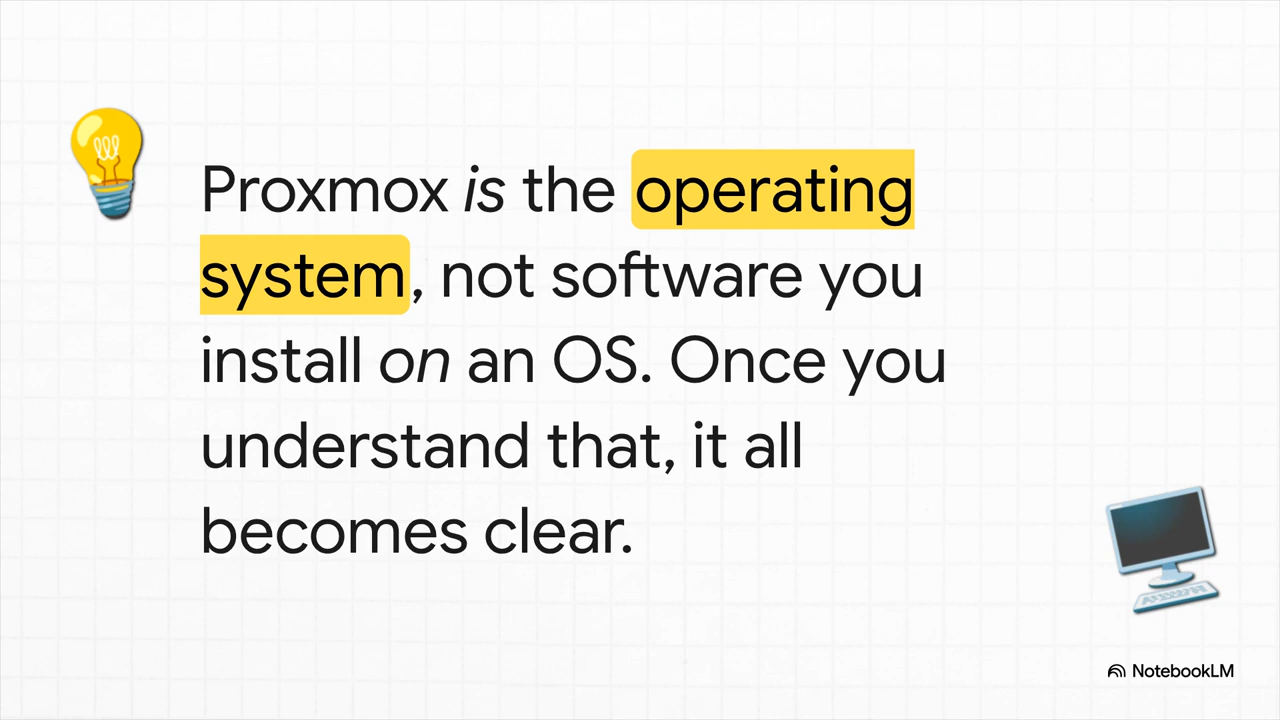 Proxmox is the operating
system, not software you
install on an OS. Once you
understand that, it all
becomes clear.
NotebookLM